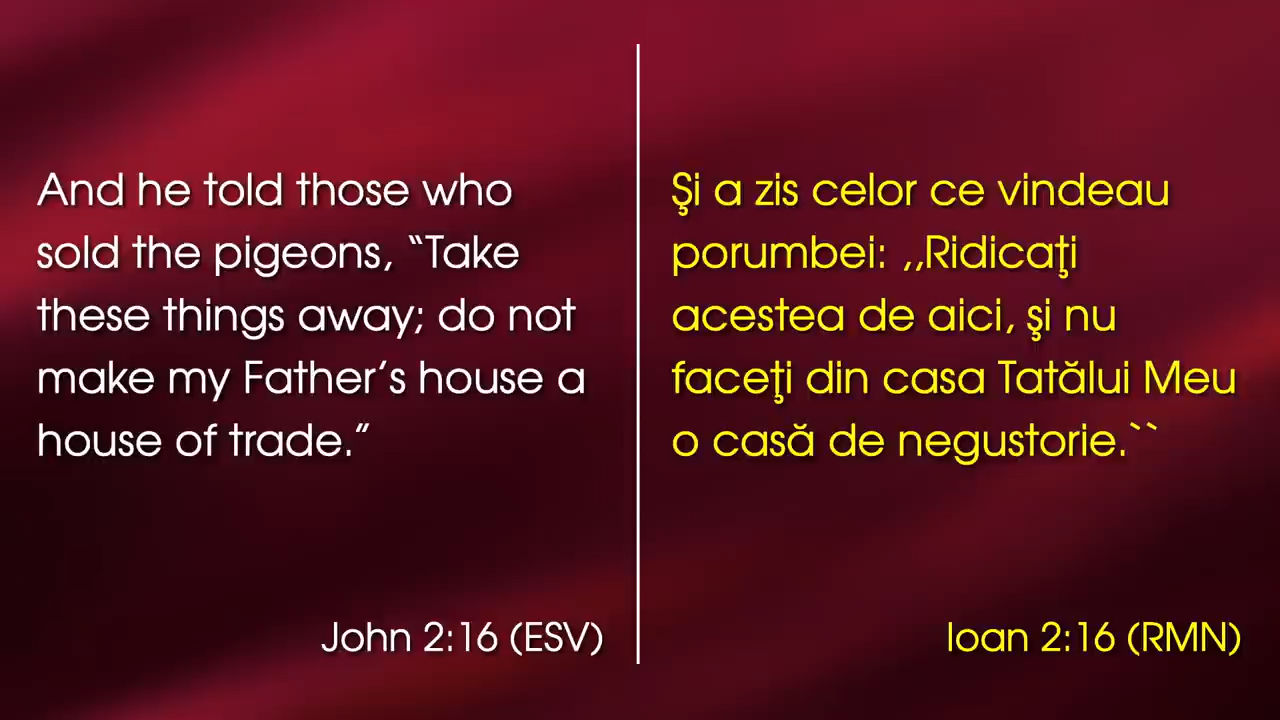 And he told those who
sold the pigeons, “Take
these things away; do not
make my Father’s house a
house of trade.”
John 2:16 (ESV)
Şi a zis celor ce vindeau
porumbei: ,,Ridicaţi
acestea de aici, şi nu
faceţi din casa Tatălui Meu
o casă de negustorie.``
Ioan 2:16 (RMN)